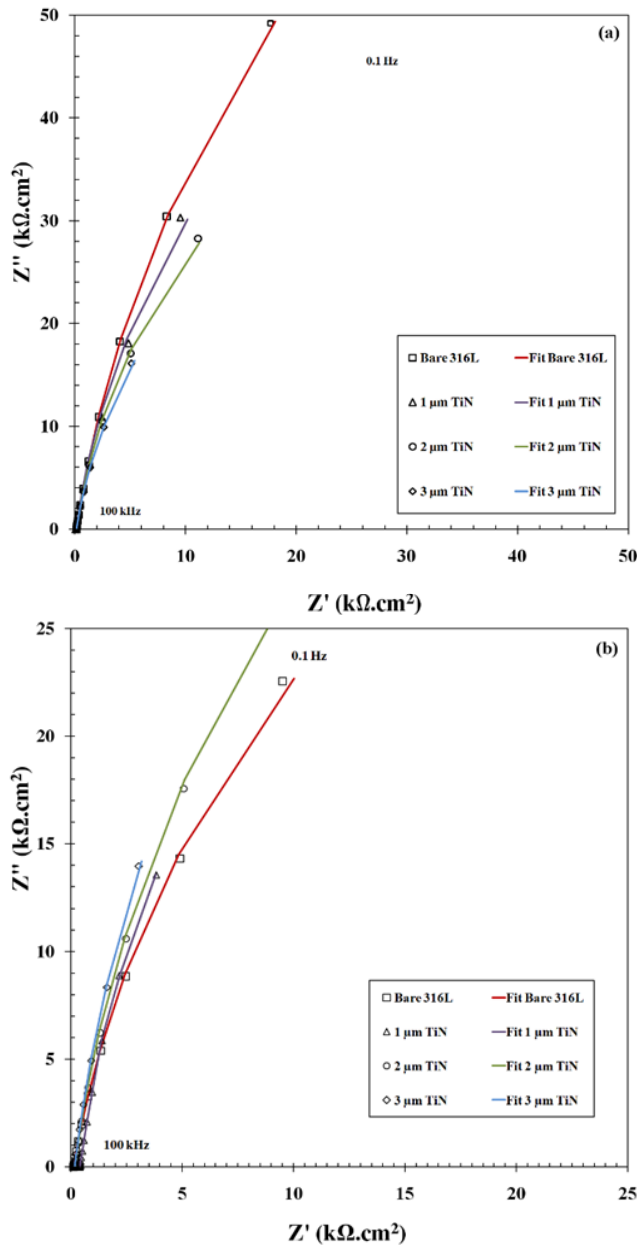 50
(a)
0.1 Hz
40
30
Z'' (kΩ.cm²)
20
Bare 316L Fit Bare 316L
1 µm TiN Fit 1 µm TiN
10
2 µm TiN Fit 2 µm TiN
3 µm TiN Fit 3 µm TiN
100 kHz
0
0 10 20 30 40 50
Z' (kΩ.cm²)
25
(b)
0.1 Hz
20
15
Z'' (kΩ.cm²)
10
Bare 316L Fit Bare 316L
1 µm TiN Fit 1 µm TiN
5
2 µm TiN Fit 2 µm TiN
3 µm TiN Fit 3 µm TiN
100 kHz
0
0 5 10 15 20 25
Z' (kΩ.cm²)